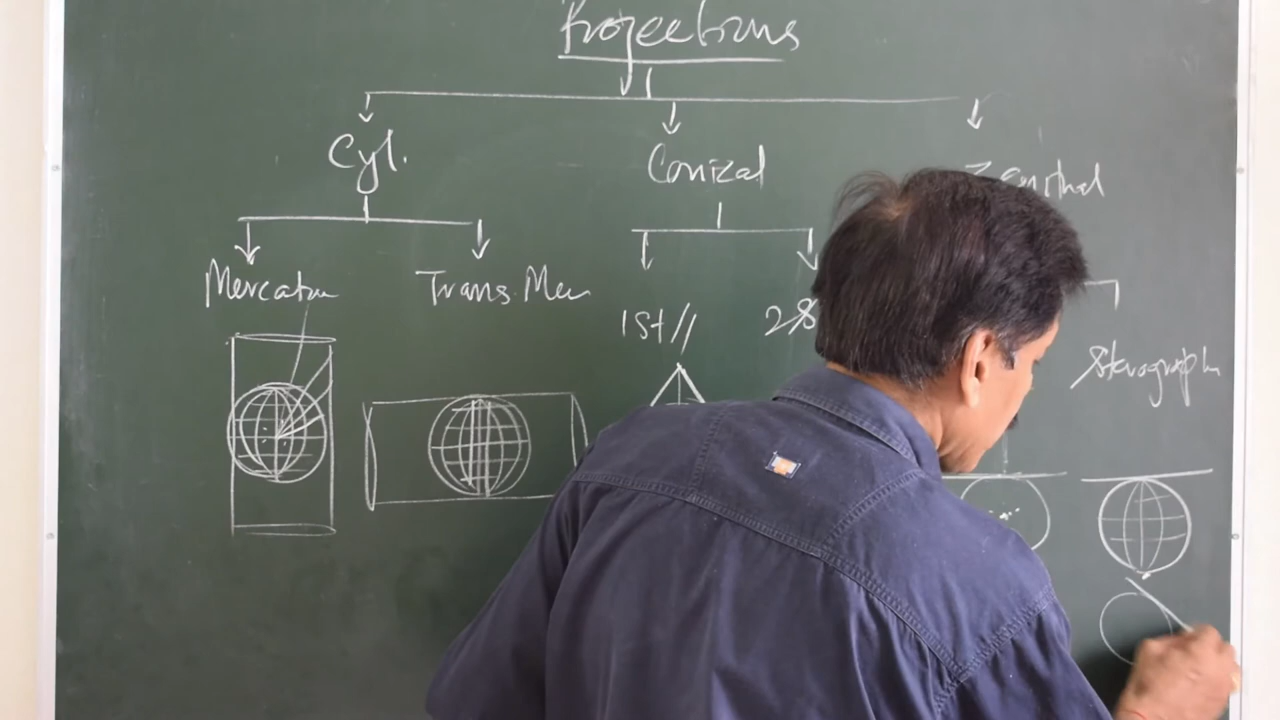 Projections
Cyl. Conical Zenithal
Mercator Trans. Mer
1St // 2S
Sterograph